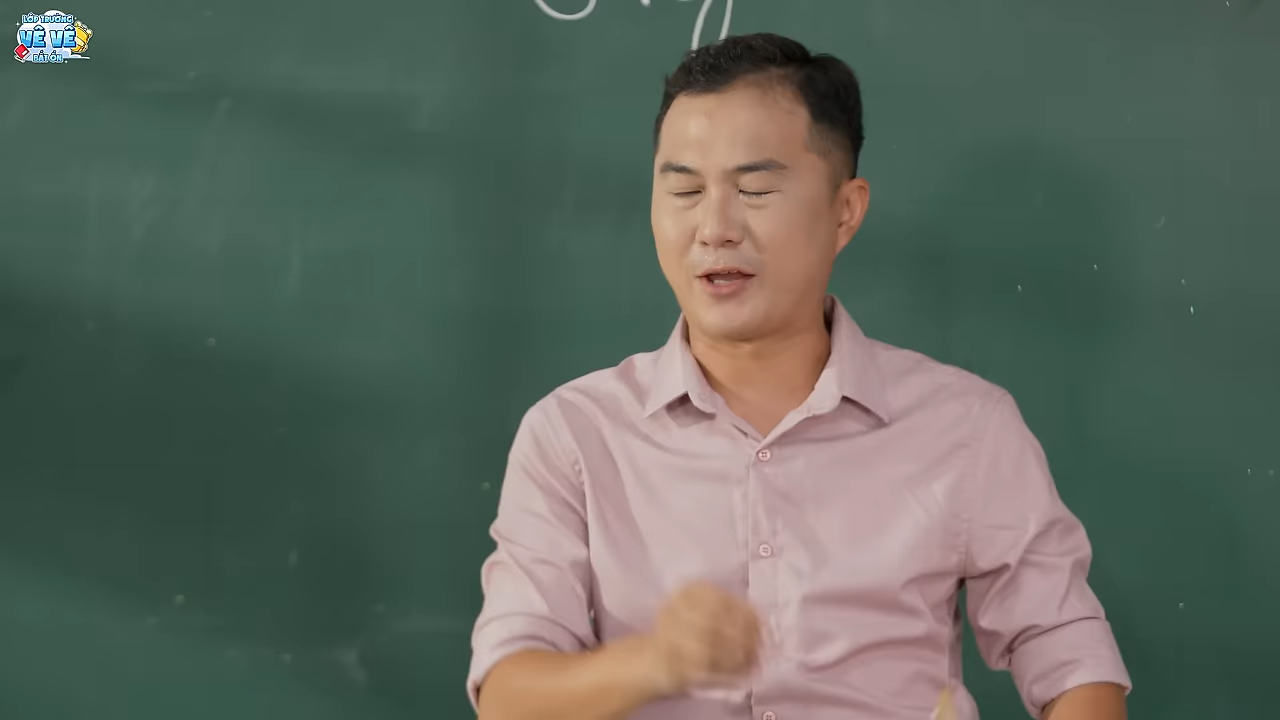 LỚP TRƯỞNG
VÊ VÊ
BẤT ỔN